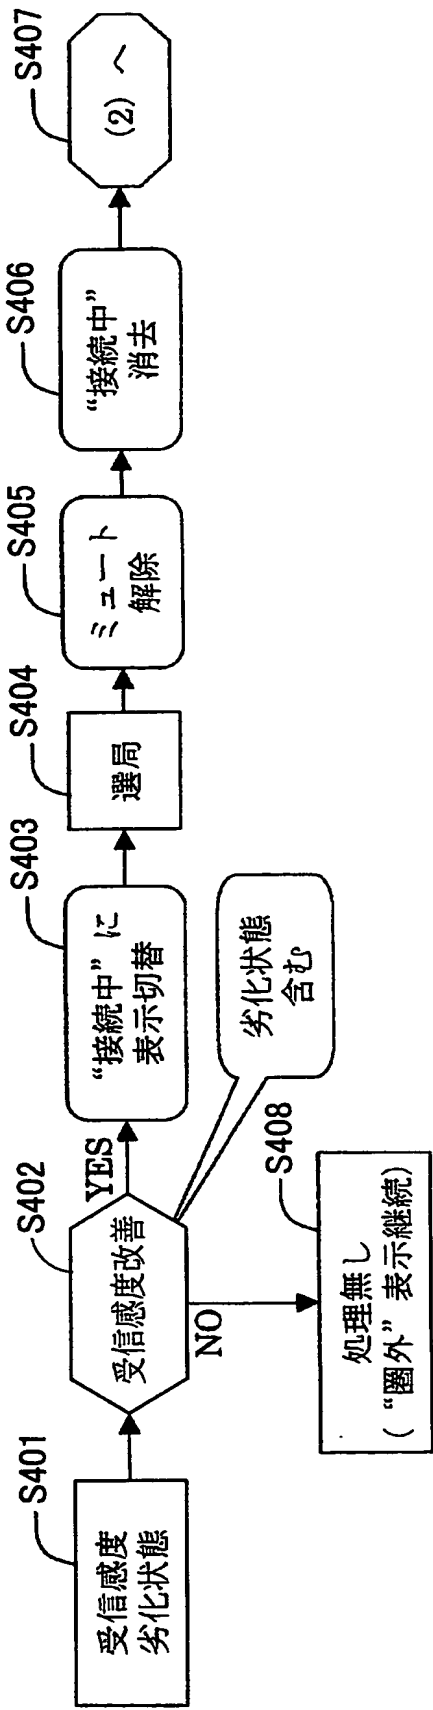 S401
受信感度
劣化状態
S402
受信感度改善
YES
NO
劣化状態
含む
S403
“接続中” に
表示切替
S404
選局
S405
ミュート
解除
S406
“接続中”
消去
S407
(2) へ
S408
処理無し
( “圏外” 表示継続)